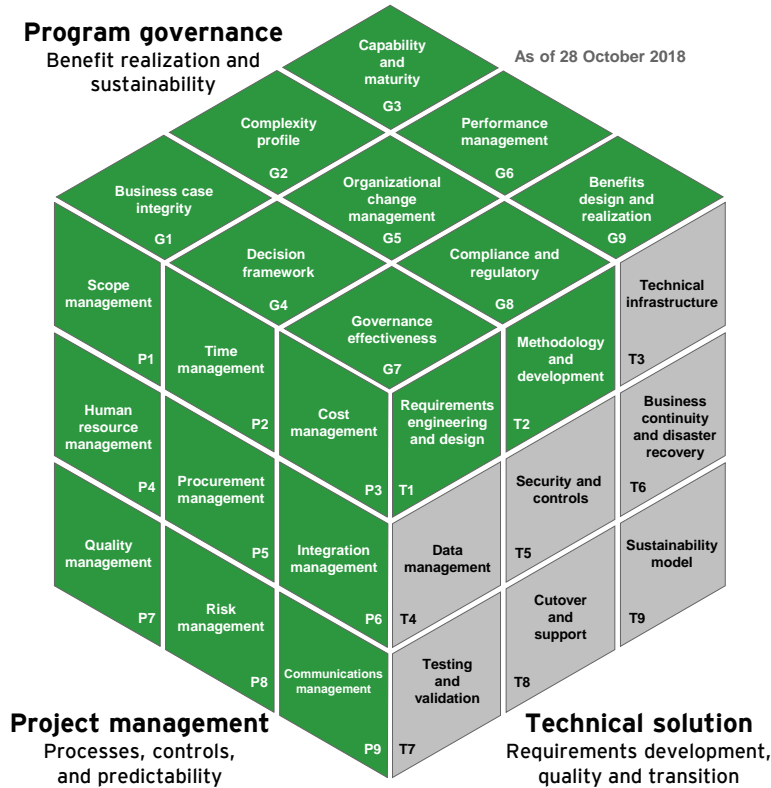 Program governance
Benefit realization and
sustainability
As of 28 October 2018
Capability
and
maturity
G3
Complexity
profile
G2
Performance
management
G6
Business case
integrity
G1
Organizational
change
management
G5
Benefits
design and
realization
G9
Decision
framework
G4
Compliance and
regulatory
G8
Governance
effectiveness
G7
Scope
management
P1
Time
management
P2
Cost
management
P3
Human
resource
management
P4
Procurement
management
P5
Integration
management
P6
Quality
management
P7
Risk
management
P8
Communications
management
P9
Requirements
engineering
and design
T1
Methodology
and
development
T2
Technical
infrastructure
T3
Data
management
T4
Security and
controls
T5
Business
continuity
and disaster
recovery
T6
Testing
and
validation
T7
Cutover
and
support
T8
Sustainability
model
T9
Project management
Processes, controls,
and predictability
Technical solution
Requirements development,
quality and transition